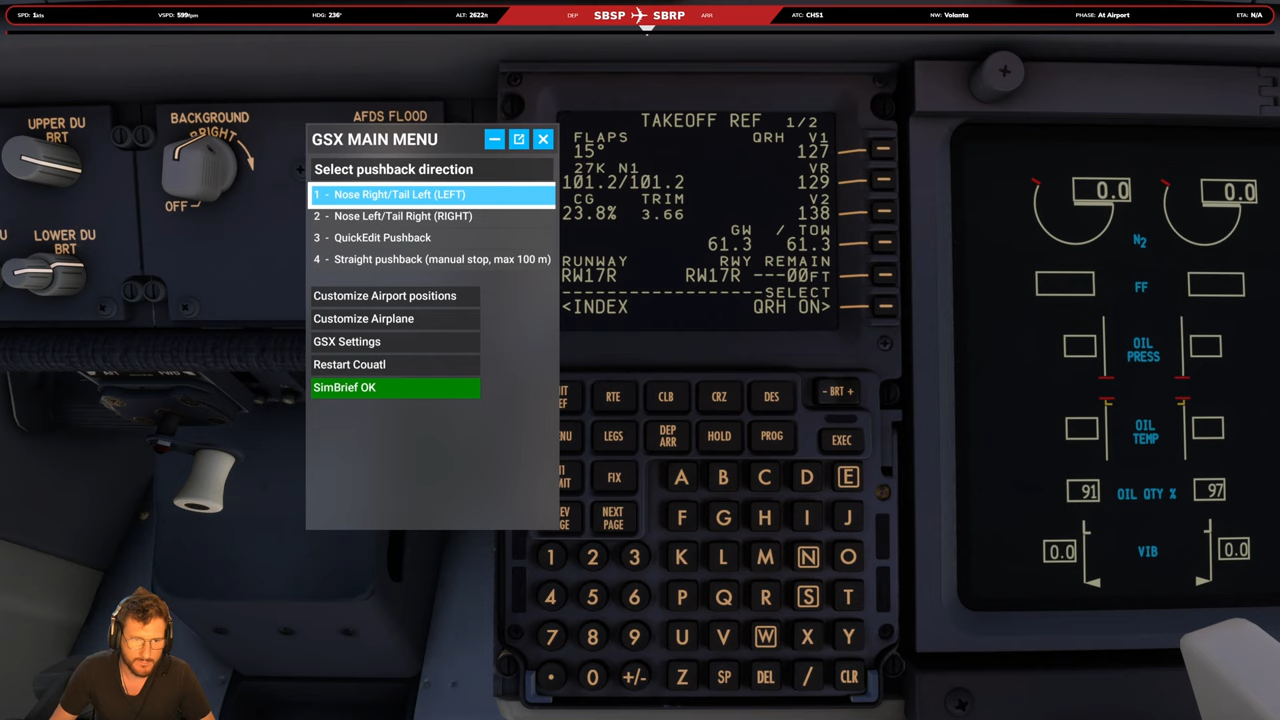 SPD: 1kts VSPD: 599fpm HDG: 236° ALT: 2622ft DEP SBSP SBRP ARR ATC: CHS1 NW: Volanta PHASE: At Airport ETA: N/A
UPPER DU
BRT
BACKGROUND
BRIGHT
OFF
AFDS FLOOD
LOWER DU
BRT
GSX MAIN MENU
Select pushback direction
1 - Nose Right/Tail Left (LEFT)
2 - Nose Left/Tail Right (RIGHT)
3 - QuickEdit Pushback
4 - Straight pushback (manual stop, max 100 m)
Customize Airport positions
Customize Airplane
GSX Settings
Restart Couatl
SimBrief OK
TAKEOFF REF 1/2
FLAPS QRH V1
15° 127
27K N1 VR
101.2/101.2 129
CG TRIM V2
23.8% 3.66 138
GW / TOW
61.3 61.3
RUNWAY RWY REMAIN
RW17R RW17R ---00FT
SELECT
<INDEX QRH ON>
RTE CLB CRZ DES - BRT +
LEGS DEP ARR HOLD PROG EXEC
FIX
NEXT PAGE
A B C D E
F G H I J
1 2 3 K L M N O
4 5 6 P Q R S T
7 8 9 U V W X Y
• 0 +/- Z SP DEL / CLR
0.0 0.0
N2
FF
OIL
PRESS
OIL
TEMP
91 OIL QTY % 97
0.0 VIB 0.0